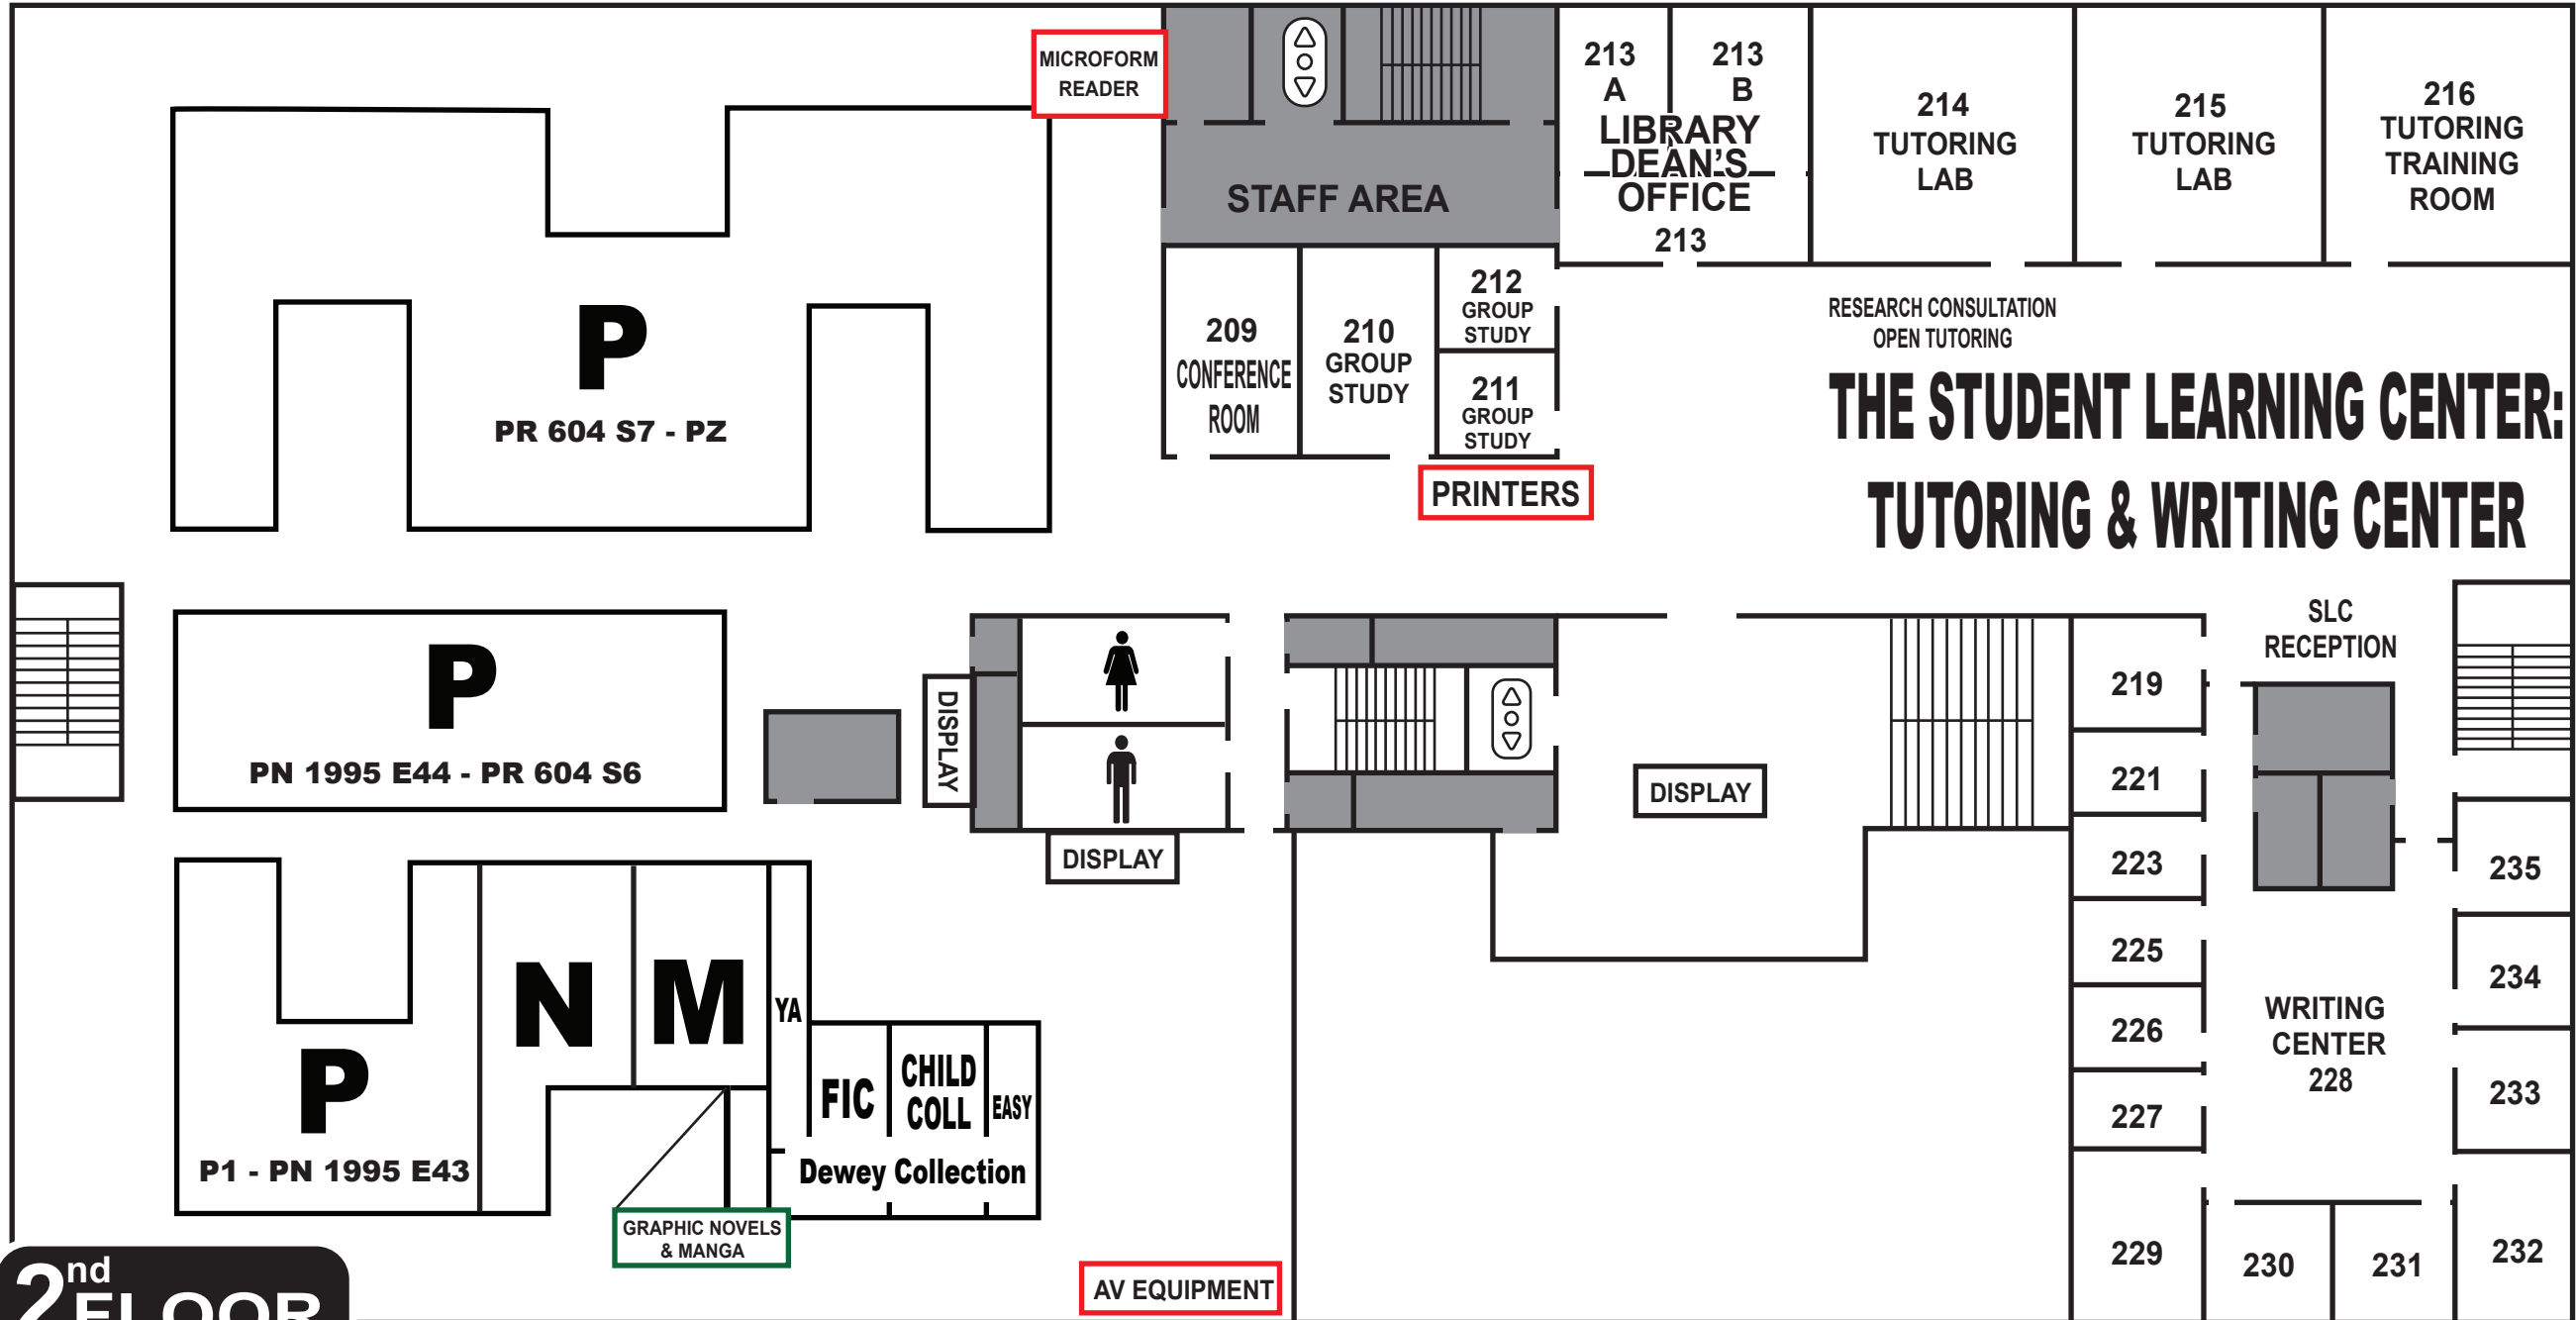 MICROFORM
READER
213
A
213
B
LIBRARY
DEAN'S
OFFICE
213
214
TUTORING
LAB
215
TUTORING
LAB
216
TUTORING
TRAINING
ROOM
STAFF AREA
209
CONFERENCE
ROOM
210
GROUP
STUDY
212
GROUP
STUDY
211
GROUP
STUDY
PRINTERS
RESEARCH CONSULTATION
OPEN TUTORING
THE STUDENT LEARNING CENTER:
TUTORING & WRITING CENTER
P
PR 604 S7 - PZ
P
PN 1995 E44 - PR 604 S6
DISPLAY
DISPLAY
DISPLAY
SLC
RECEPTION
219
221
223
225
226
227
229
WRITING
CENTER
228
235
234
233
232
230
231
P
P1 - PN 1995 E43
N
M
YA
FIC
CHILD
COLL
EASY
Dewey Collection
GRAPHIC NOVELS
& MANGA
AV EQUIPMENT
2nd
FLOOR